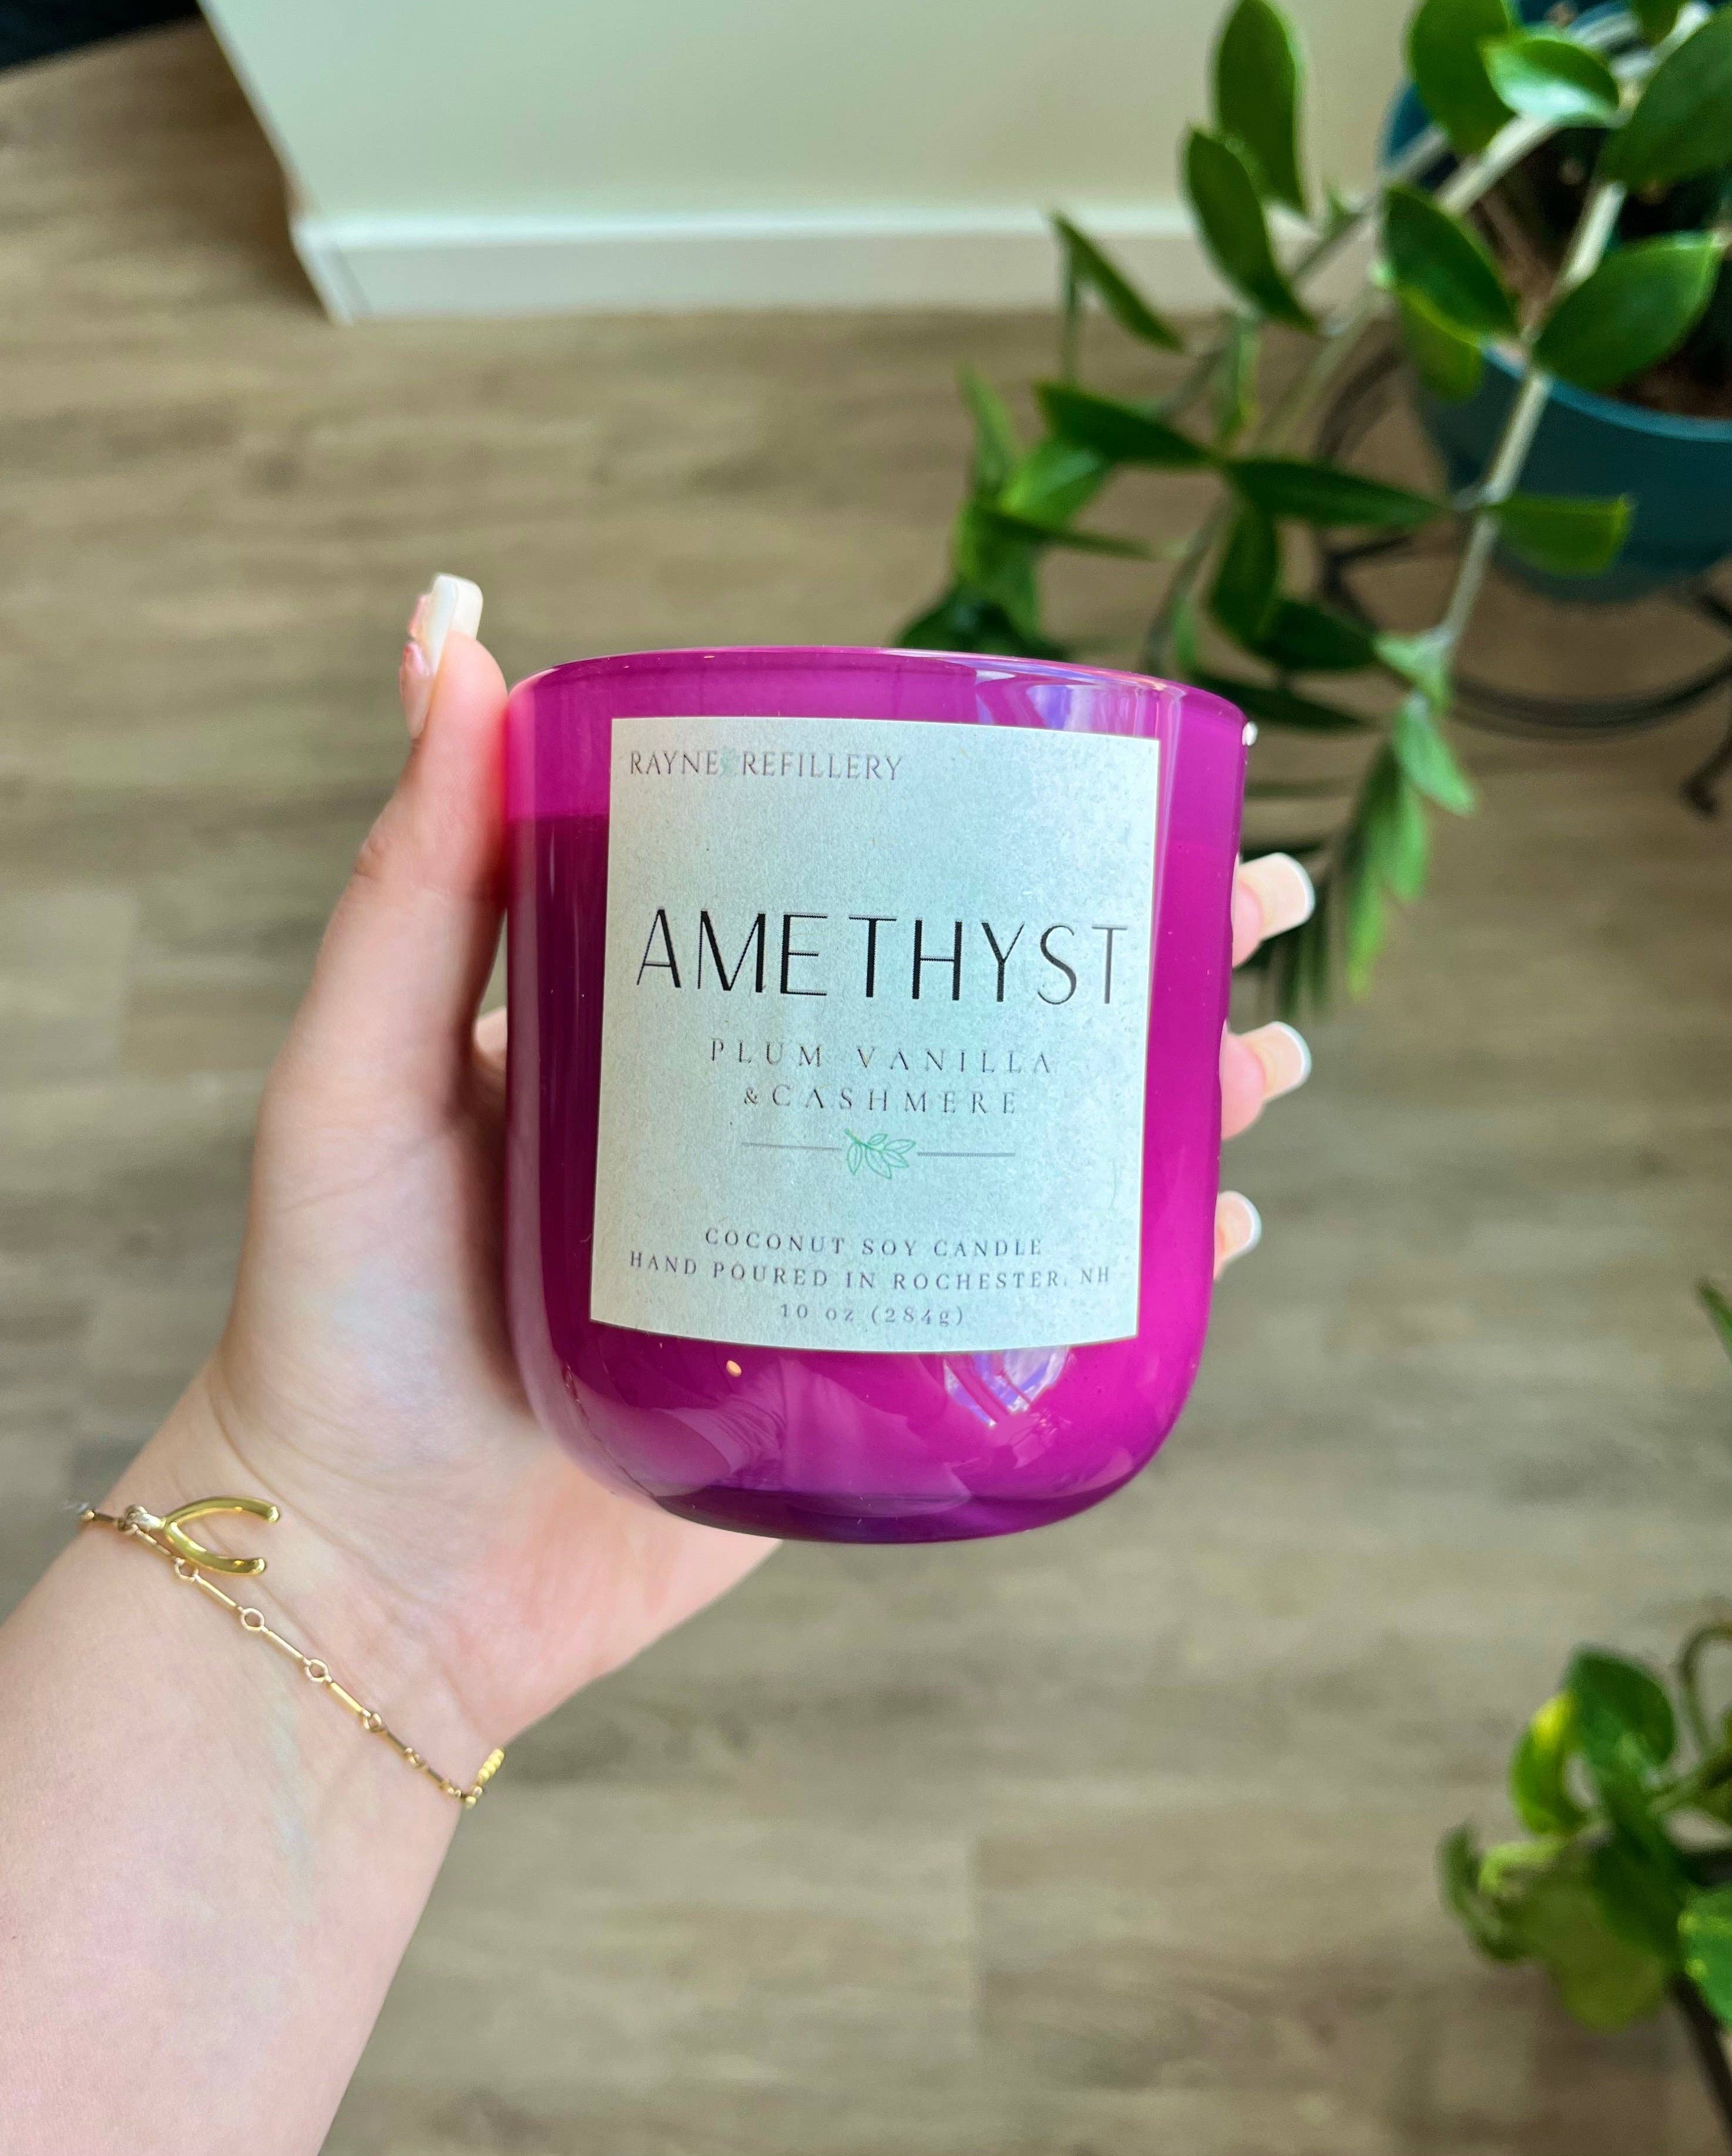 RAYNE REFILLERY
AMETHYST
PLUM VANILLA
&CASHMERE
COCONUT SOY CANDLE
HAND POURED IN ROCHESTER, NH
10 oz (284g)